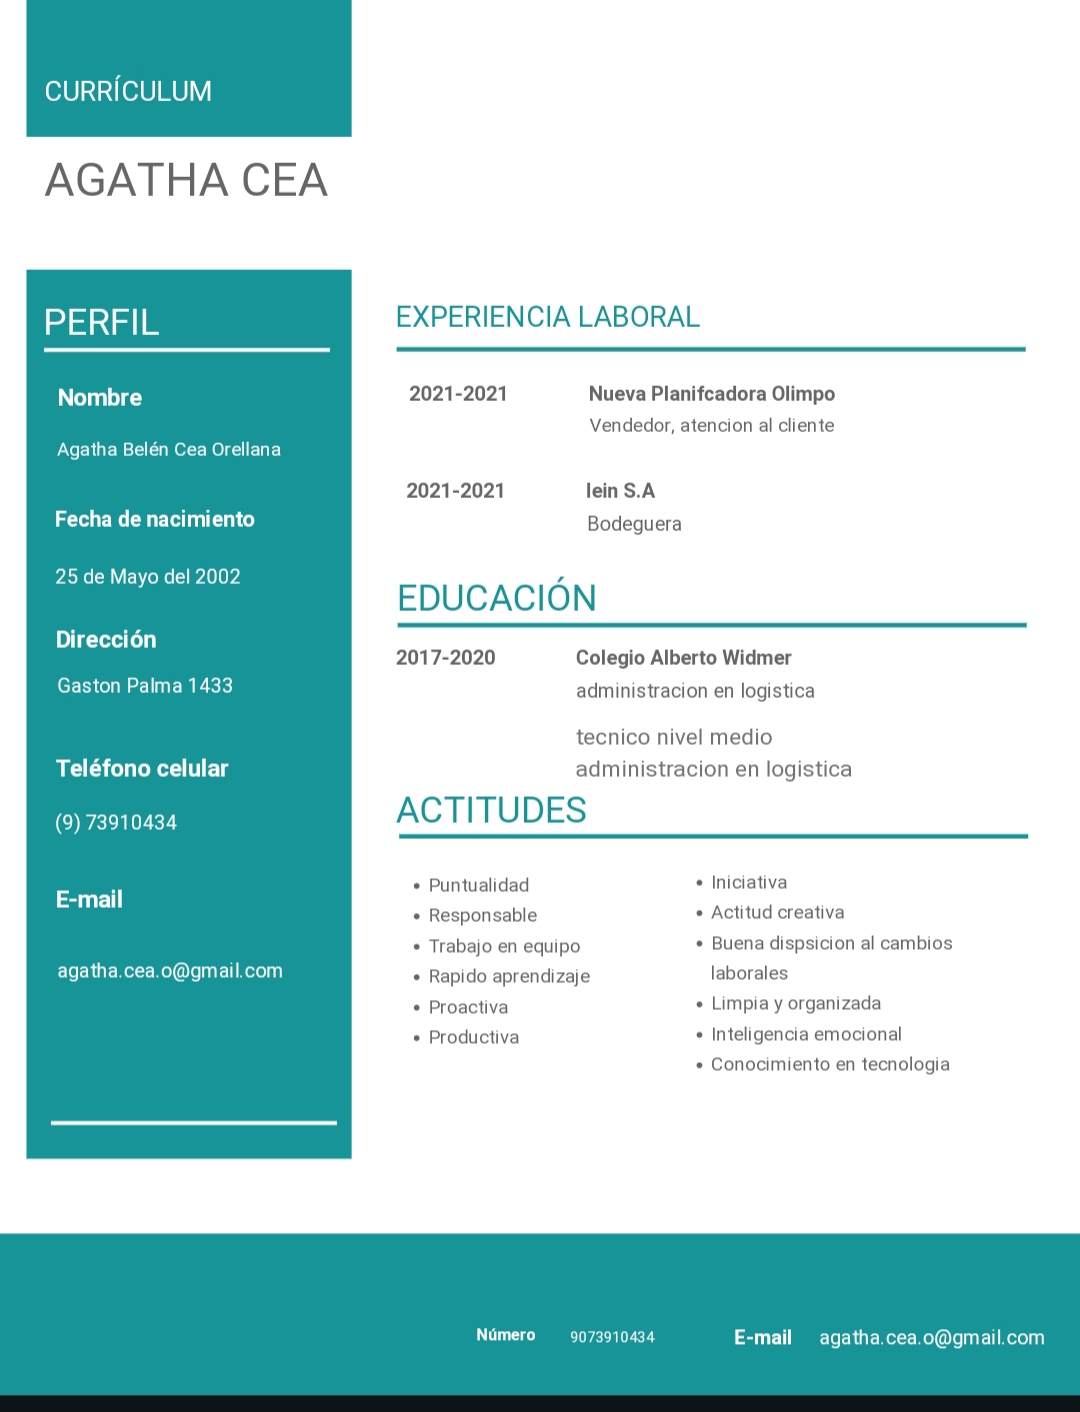 CURRÍCULUM
AGATHA CEA
PERFIL
Nombre
Agatha Belén Cea Orellana
Fecha de nacimiento
25 de Mayo del 2002
Dirección
Gaston Palma 1433
Teléfono celular
(9) 73910434
E-mail
agatha.cea.o@gmail.com
EXPERIENCIA LABORAL
2021-2021 Nueva Planifcadora Olimpo
Vendedor, atencion al cliente
2021-2021 Iein S.A
Bodeguera
EDUCACIÓN
2017-2020 Colegio Alberto Widmer
administracion en logistica
tecnico nivel medio
administracion en logistica
ACTITUDES
• Puntualidad
• Responsable
• Trabajo en equipo
• Rapido aprendizaje
• Proactiva
• Productiva
• Iniciativa
• Actitud creativa
• Buena dispsicion al cambios
laborales
• Limpia y organizada
• Inteligencia emocional
• Conocimiento en tecnologia
Número 9073910434 E-mail agatha.cea.o@gmail.com